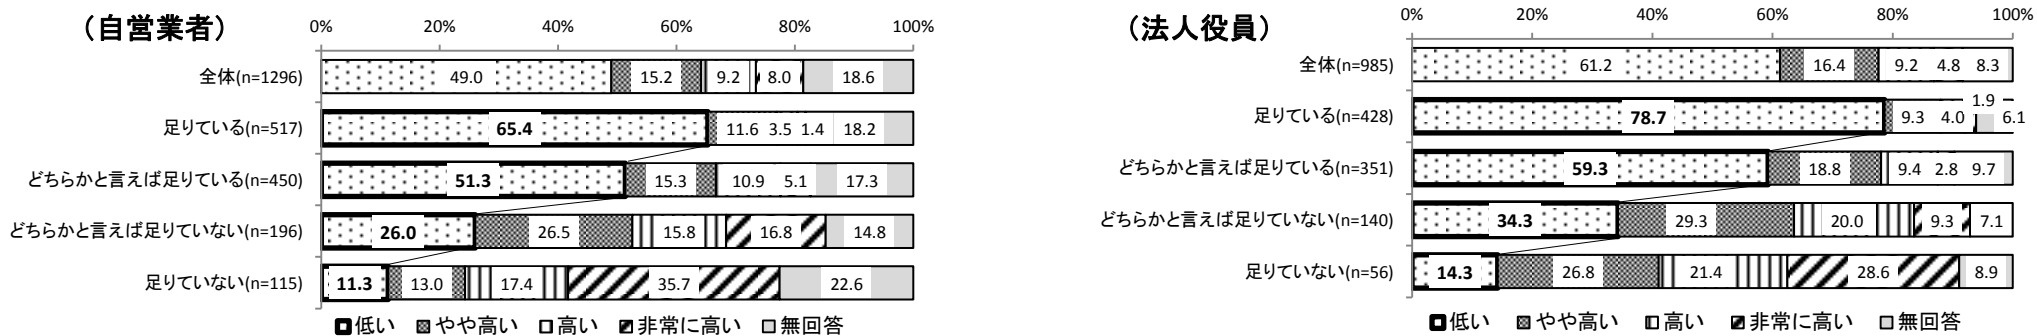 （自営業者）
0% 20% 40% 60% 80% 100%
全体(n=1296) 49.0 15.2 9.2 8.0 18.6
足りている(n=517) 65.4 11.6 3.5 1.4 18.2
どちらかと言えば足りている(n=450) 51.3 15.3 10.9 5.1 17.3
どちらかと言えば足りていない(n=196) 26.0 26.5 15.8 16.8 14.8
足りていない(n=115) 11.3 13.0 17.4 35.7 22.6
低い やや高い 高い 非常に高い 無回答
（法人役員）
0% 20% 40% 60% 80% 100%
全体(n=985) 61.2 16.4 9.2 4.8 8.3
足りている(n=428) 78.7 9.3 4.0 1.9 6.1
どちらかと言えば足りている(n=351) 59.3 18.8 9.4 2.8 9.7
どちらかと言えば足りていない(n=140) 34.3 29.3 20.0 9.3 7.1
足りていない(n=56) 14.3 26.8 21.4 28.6 8.9
低い やや高い 高い 非常に高い 無回答